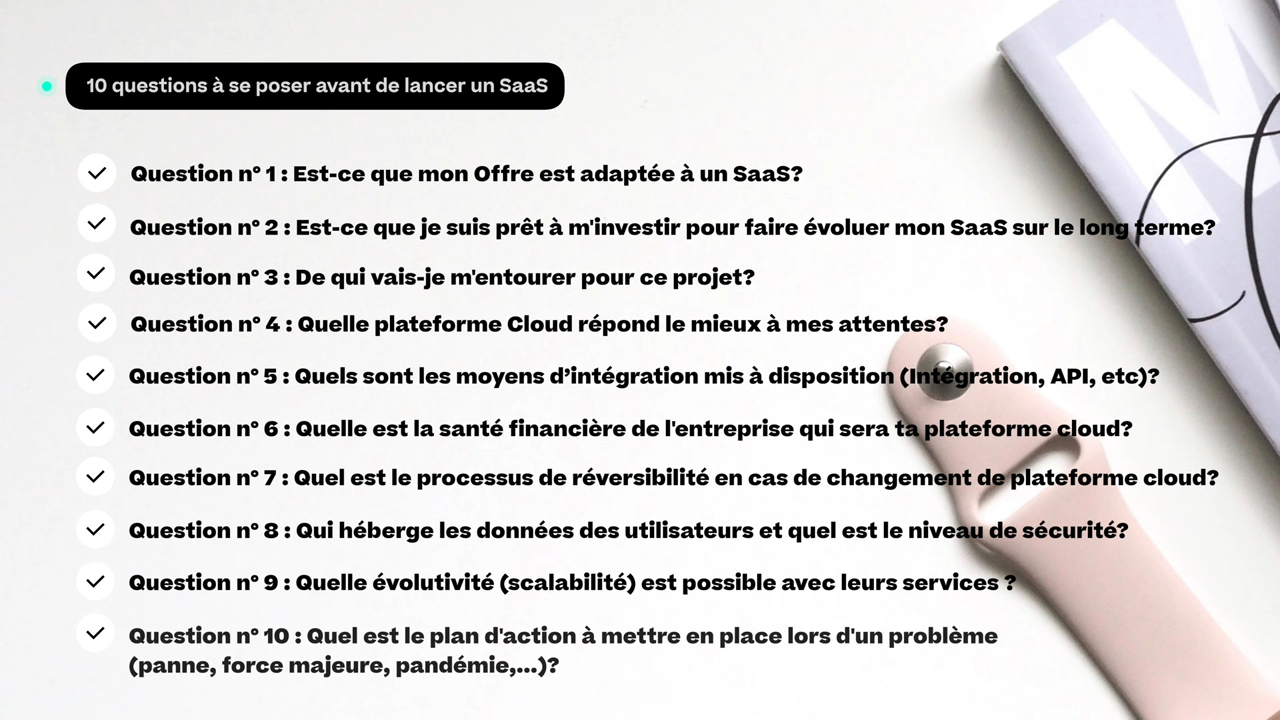 10 questions à se poser avant de lancer un SaaS
Question n° 1 : Est-ce que mon Offre est adaptée à un SaaS?
Question n° 2 : Est-ce que je suis prêt à m'investir pour faire évoluer mon SaaS sur le long terme?
Question n° 3 : De qui vais-je m'entourer pour ce projet?
Question n° 4 : Quelle plateforme Cloud répond le mieux à mes attentes?
Question n° 5 : Quels sont les moyens d’intégration mis à disposition (Intégration, API, etc)?
Question n° 6 : Quelle est la santé financière de l'entreprise qui sera ta plateforme cloud?
Question n° 7 : Quel est le processus de réversibilité en cas de changement de plateforme cloud?
Question n° 8 : Qui héberge les données des utilisateurs et quel est le niveau de sécurité?
Question n° 9 : Quelle évolutivité (scalabilité) est possible avec leurs services ?
Question n° 10 : Quel est le plan d'action à mettre en place lors d'un problème
(panne, force majeure, pandémie,...)?
M